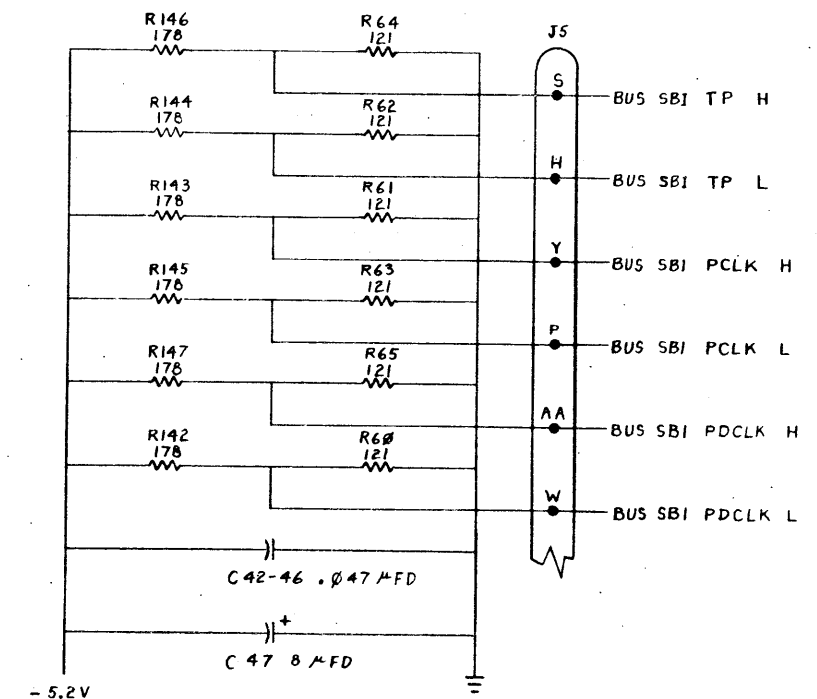 R146
178
R64
121
J5
S
BUS SBI TP H
R144
178
R62
121
H
BUS SBI TP L
R143
178
R61
121
Y
BUS SBI PCLK H
R145
178
R63
121
P
BUS SBI PCLK L
R147
178
R65
121
AA
BUS SBI PDCLK H
R142
178
R6Ø
121
W
BUS SBI PDCLK L
C42-46 .Ø47 µFD
+
C 47 8 µFD
-5.2V